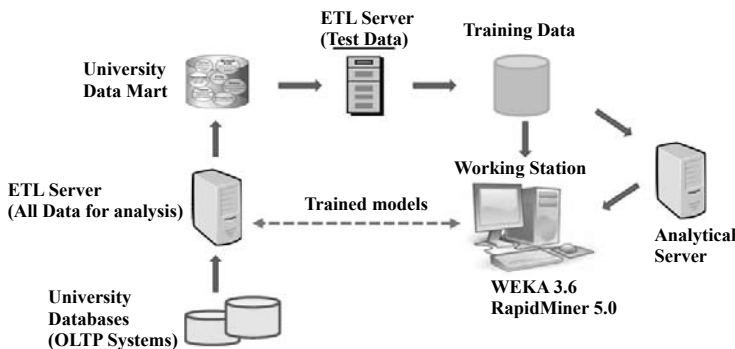 ETL Server
(Test Data)
Training Data
University
Data Mart
Working Station
ETL Server
(All Data for analysis)
Trained models
Analytical
Server
WEKA 3.6
RapidMiner 5.0
University
Databases
(OLTP Systems)